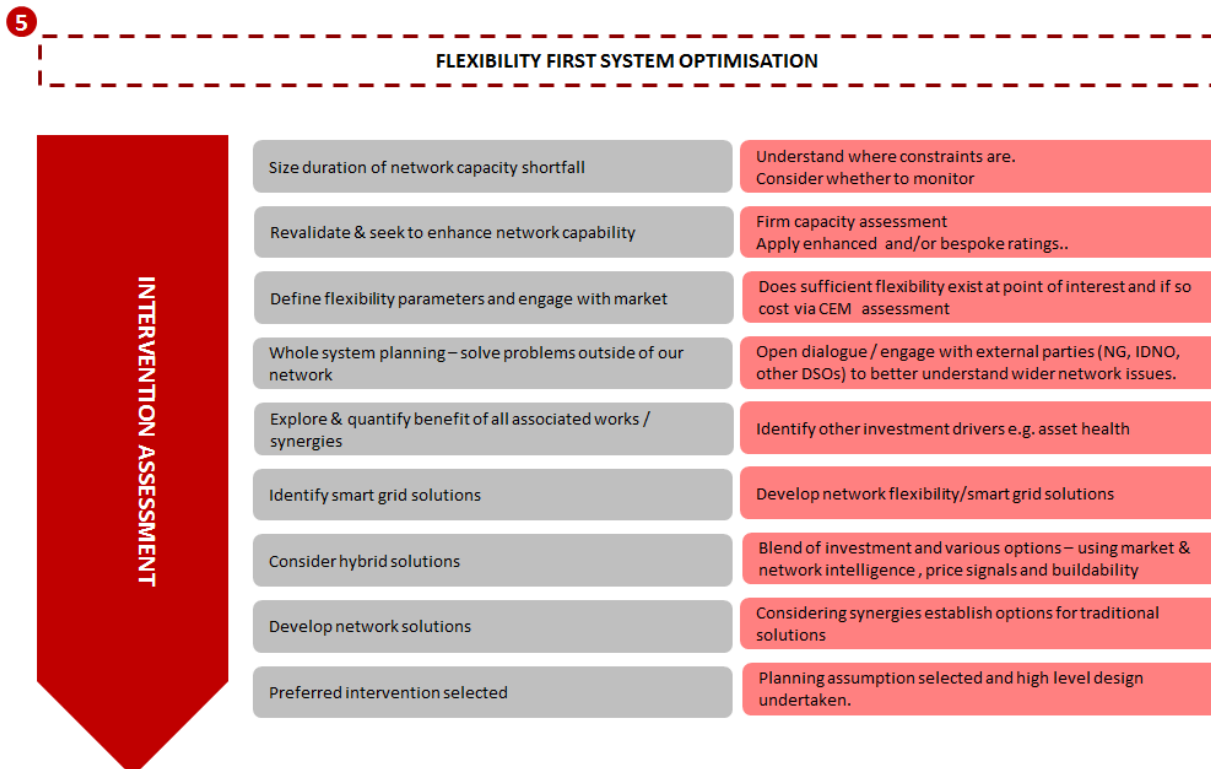 5
FLEXIBILITY FIRST SYSTEM OPTIMISATION
INTERVENTION ASSESSMENT
Size duration of network capacity shortfall
Understand where constraints are.
Consider whether to monitor
Revalidate & seek to enhance network capability
Firm capacity assessment
Apply enhanced and/or bespoke ratings..
Define flexibility parameters and engage with market
Does sufficient flexibility exist at point of interest and if so
cost via CEM assessment
Whole system planning – solve problems outside of our
network
Open dialogue / engage with external parties (NG, IDNO,
other DSOs) to better understand wider network issues.
Explore & quantify benefit of all associated works /
synergies
Identify other investment drivers e.g. asset health
Identify smart grid solutions
Develop network flexibility/smart grid solutions
Consider hybrid solutions
Blend of investment and various options – using market &
network intelligence , price signals and buildability
Develop network solutions
Considering synergies establish options for traditional
solutions
Preferred intervention selected
Planning assumption selected and high level design
undertaken.